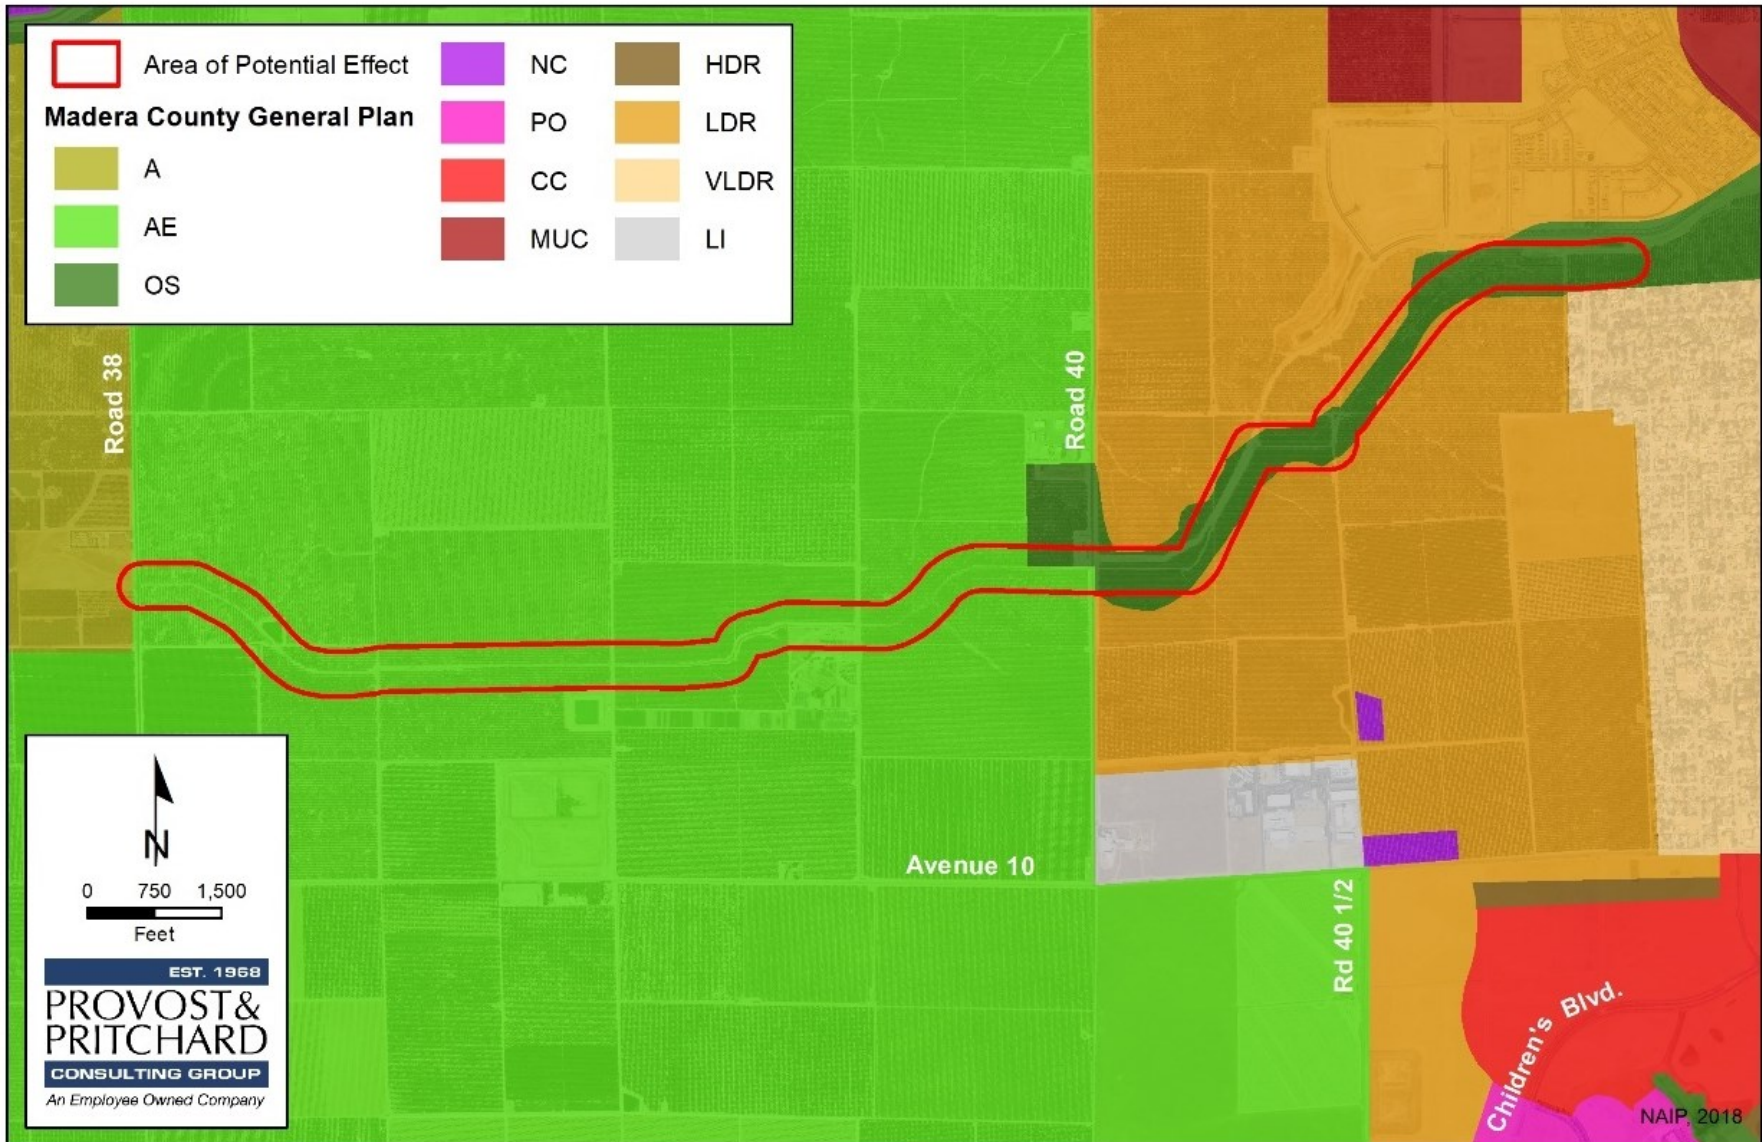 Area of Potential Effect
Madera County General Plan
A
AE
OS
NC
PO
CC
MUC
HDR
LDR
VLDR
LI
Road 38
Road 40
Avenue 10
Rd 40 1/2
Children's Blvd.
N
0 750 1,500
Feet
EST. 1968
PROVOST&
PRITCHARD
CONSULTING GROUP
An Employee Owned Company
NAIP, 2018